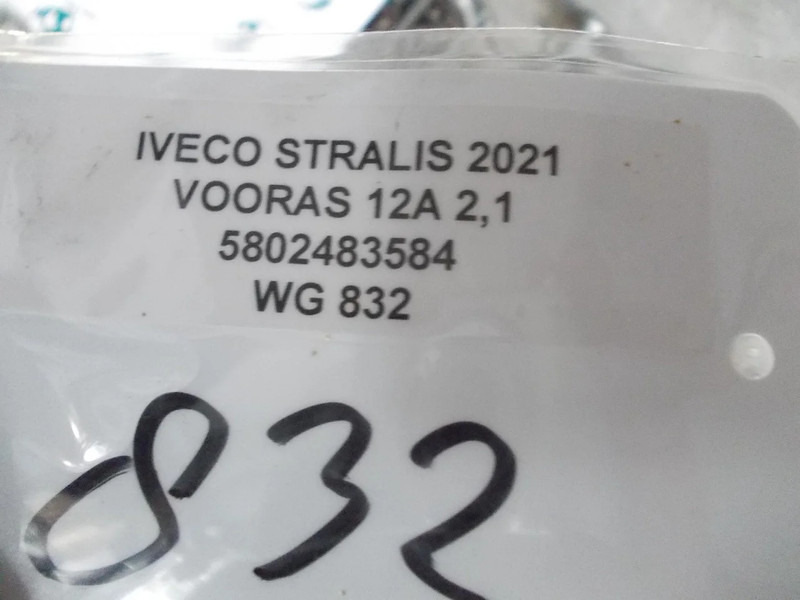 IVECO STRALIS 2021
VOORAS 12A 2,1
5802483584
WG 832
832